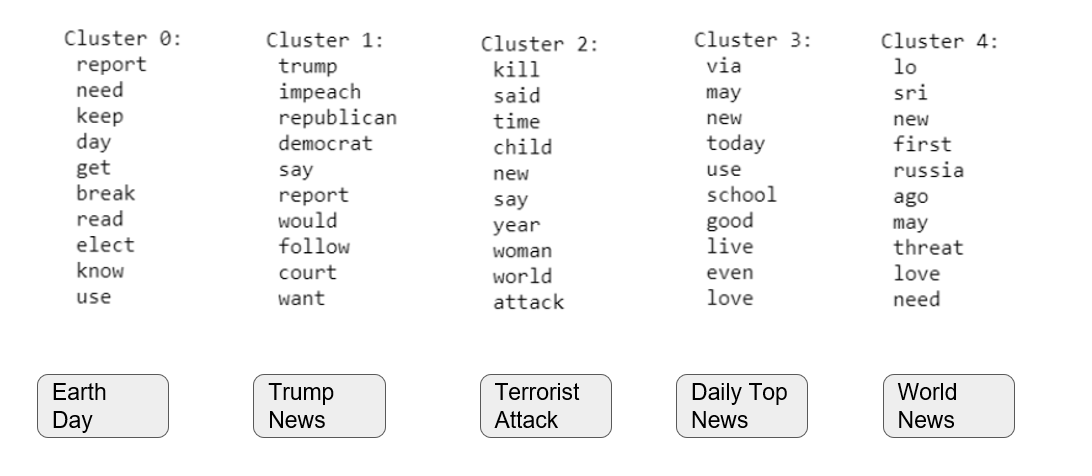 Cluster 0:
report
need
keep
day
get
break
read
elect
know
use
Cluster 1:
trump
impeach
republican
democrat
say
report
would
follow
court
want
Cluster 2:
kill
said
time
child
new
say
year
woman
world
attack
Cluster 3:
via
may
new
today
use
school
good
live
even
love
Cluster 4:
lo
sri
new
first
russia
ago
may
threat
love
need
Earth
Day
Trump
News
Terrorist
Attack
Daily Top
News
World
News